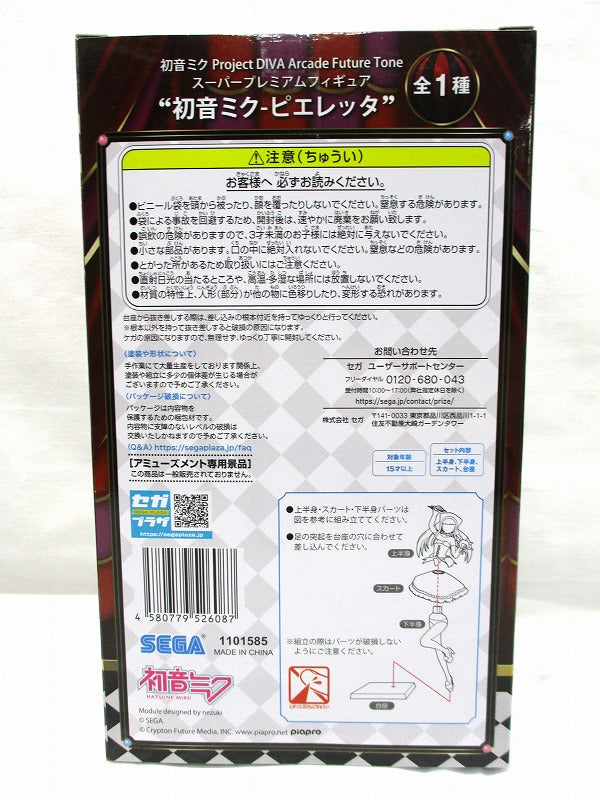 初音ミク Project DIVA Arcade Future Tone
スーパープレミアムフィギュア
“初音ミク-ピエレッタ”
全1種
⚠注意(ちゅうい)
お客様へ 必ずお読みください。
●ビニール袋を頭から被ったり、顔を覆ったりしないでください。窒息する危険があります。
●袋による事故を回避するため、開封後は、速やかに廃棄をお願い致します。
●誤飲の危険がありますので、3才未満のお子様には絶対に与えないでください。
●小さな部品があります。口の中に絶対入れないでください。窒息などの危険があります。
●とがった所があるため取り扱いにはご注意ください。
●直射日光の当たるところや、高温・多湿な場所には放置しないでください。
●材質の特性上、人形(部分)が他の物に色移りしたり、変形する恐れがあります。
台座から抜き差しする際は、差し込みの根本付近を持ってゆっくりと行ってください。
※根本以外を持って抜き差しすると破損の原因になります。
ケガの原因になりますので、無理せず、ゆっくり丁寧に開封してください。
〈塗装や形状について〉
手作業にて大量生産をしております関係上、
塗装や組立に多少の個体差が生じる場合が
ございますので予めご了承ください。
〈パッケージ破損について〉
パッケージは内容物を
保護するための梱包材です。
内容物に支障のないレベルの破損は
交換いたしかねますので予めご了承ください。
〈Q&A〉https://segaplaza.jp/faq
【アミューズメント専用景品】
この商品は一般販売されておりません。
お問い合わせ先
セガ ユーザーサポートセンター
フリーダイヤル 0120-680-043
受付時間10:00〜17:00(弊社指定休日を除く)
https://sega.jp/contact/prize/
株式会社 セガ
〒141-0033 東京都品川区西品川1-1-1
住友不動産大崎ガーデンタワー
対象年齢
15才以上
セット内容
上半身、下半身、
スカート、台座
セガ
SEGA PLAZA
プラザ
https://segaplaza.jp
●上半身・スカート・下半身パーツは
図を参考に組み立ててください。
●足の突起を台座の穴に合わせて
差し込んでください。
上半身
スカート
下半身
※組立の際はパーツが破損しない
ようにご注意ください。
台座
4 580779 526087
SEGA
1101585
MADE IN CHINA
初音ミク
HATSUNE MIKU
Module designed by nezuki
© SEGA
© Crypton Future Media, INC. www.piapro.net piapro